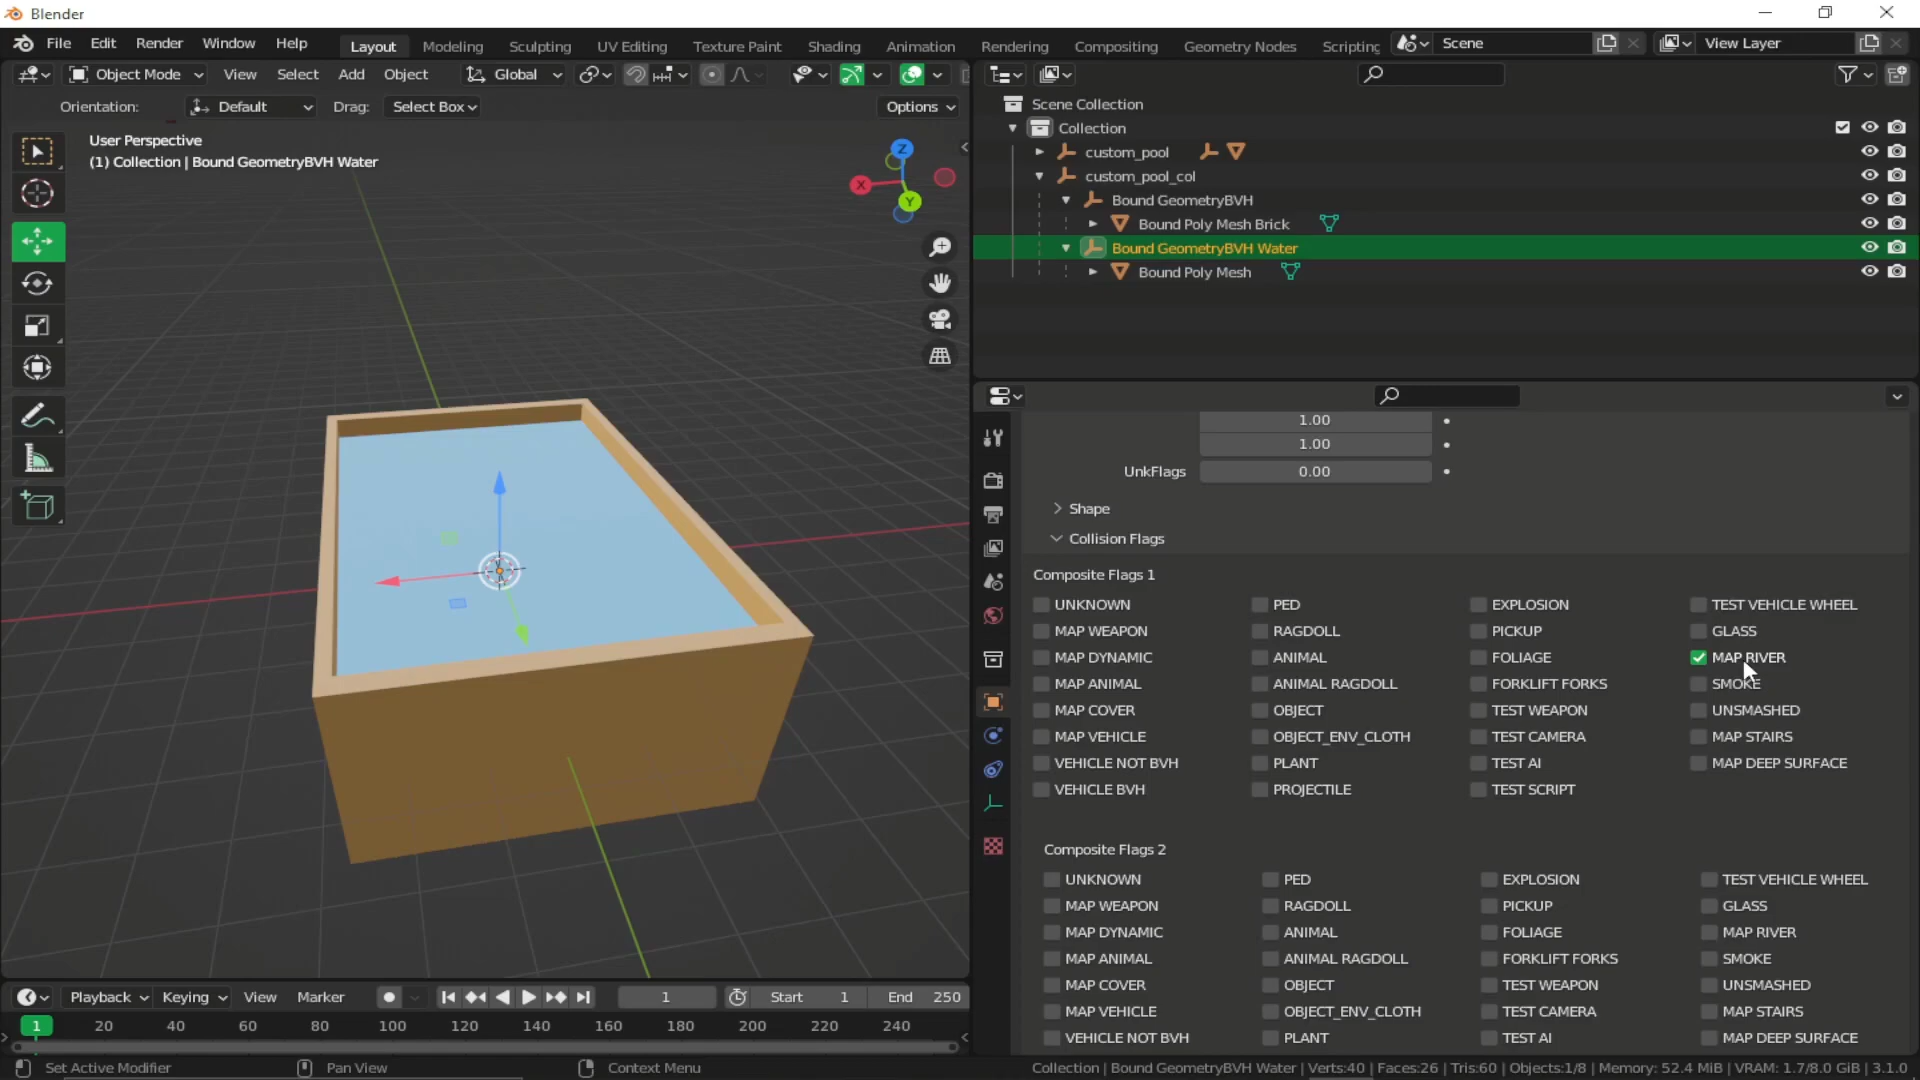 Blender
File Edit Render Window Help Layout Modeling Sculpting UV Editing Texture Paint Shading Animation Rendering Compositing Geometry Nodes Scripting Scene View Layer
Object Mode View Select Add Object Global
Orientation: Default Drag: Select Box Options
User Perspective
(1) Collection | Bound GeometryBVH Water
Z
X
Y
Scene Collection
Collection
custom_pool
custom_pool_col
Bound GeometryBVH
Bound Poly Mesh Brick
Bound GeometryBVH Water
Bound Poly Mesh
1.00
1.00
UnkFlags 0.00
Shape
Collision Flags
Composite Flags 1
UNKNOWN PED EXPLOSION TEST VEHICLE WHEEL
MAP WEAPON RAGDOLL PICKUP GLASS
MAP DYNAMIC ANIMAL FOLIAGE MAP RIVER
MAP ANIMAL ANIMAL RAGDOLL FORKLIFT FORKS SMOKE
MAP COVER OBJECT TEST WEAPON UNSMASHED
MAP VEHICLE OBJECT_ENV_CLOTH TEST CAMERA MAP STAIRS
VEHICLE NOT BVH PLANT TEST AI MAP DEEP SURFACE
VEHICLE BVH PROJECTILE TEST SCRIPT
Composite Flags 2
UNKNOWN PED EXPLOSION TEST VEHICLE WHEEL
MAP WEAPON RAGDOLL PICKUP GLASS
MAP DYNAMIC ANIMAL FOLIAGE MAP RIVER
MAP ANIMAL ANIMAL RAGDOLL FORKLIFT FORKS SMOKE
MAP COVER OBJECT TEST WEAPON UNSMASHED
MAP VEHICLE OBJECT_ENV_CLOTH TEST CAMERA MAP STAIRS
VEHICLE NOT BVH PLANT TEST AI MAP DEEP SURFACE
Playback Keying View Marker 1 Start 1 End 250
1 20 40 60 80 100 120 140 160 180 200 220 240
Set Active Modifier Pan View Context Menu Collection | Bound GeometryBVH Water | Verts:40 | Faces:26 | Tris:60 | Objects:1/8 | Memory: 52.4 MiB | VRAM: 1.7/8.0 GiB | 3.1.0